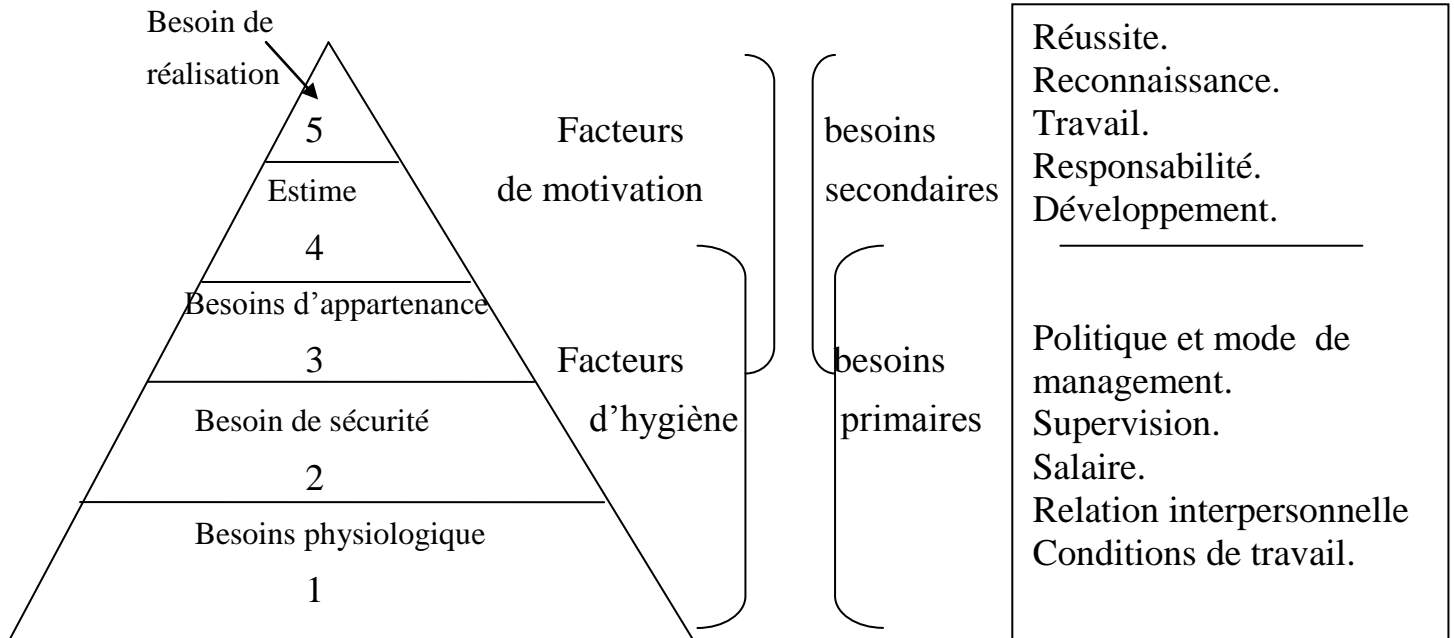 Besoin de
réalisation
5
Estime
4
Besoins d’appartenance
3
Besoin de sécurité
2
Besoins physiologique
1
Facteurs
de motivation
Facteurs
d’hygiène
besoins
secondaires
besoins
primaires
Réussite.
Reconnaissance.
Travail.
Responsabilité.
Développement.
Politique et mode de
management.
Supervision.
Salaire.
Relation interpersonnelle
Conditions de travail.